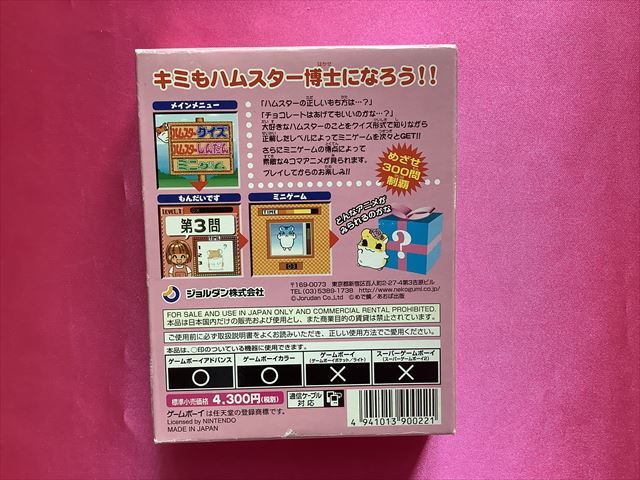 はかせ
キミもハムスター博士になろう!!
メインメニュー
ハムスタークイズ
ハムスターしんだん
ミニゲーム
「ハムスターの正しいもち方は…?」
「チョコレートはあげてもいいのかな…?」
大好きなハムスターのことをクイズ形式で知りながら
正解したレベルによってミニゲームを次々とGET!!
さらにミニゲームの得点によって
素敵な4コマアニメが見られます。
プレイしてからのお楽しみ!!
めざせ
300問
制覇
もんだいです
LEVEL.1
第3問
ミニゲーム
TIME
どんなアニメが
みられるのかな
?
ジョルダン株式会社
〒169-0073 東京都新宿区百人町2-27-4第3吉原ビル
TEL(03)5389-1738 http://www.nekogumi.co.jp/
©Jorudan Co.,Ltd ©めで鯛/あおば出版
FOR SALE AND USE IN JAPAN ONLY AND COMMERCIAL RENTAL PROHIBITED.
本品は日本国内だけの販売および使用とし、また商業目的の賃貸は禁止されています。
ご使用前に必ず取扱説明書をよくお読みいただき、正しい使用方法でご愛用ください。
本品は、○印のついている機器に使用できます。
ゲームボーイアドバンス ゲームボーイカラー ゲームボーイ スーパーゲームボーイ
(ゲームボーイポケット/ライト) (スーパーゲームボーイ2)
○ ○ × ×
標準小売価格 4,300円(税別)
通信ケーブル
対応
ゲームボーイは任天堂の登録商標です。
Licensed by NINTENDO
MADE IN JAPAN
4 941013 900221